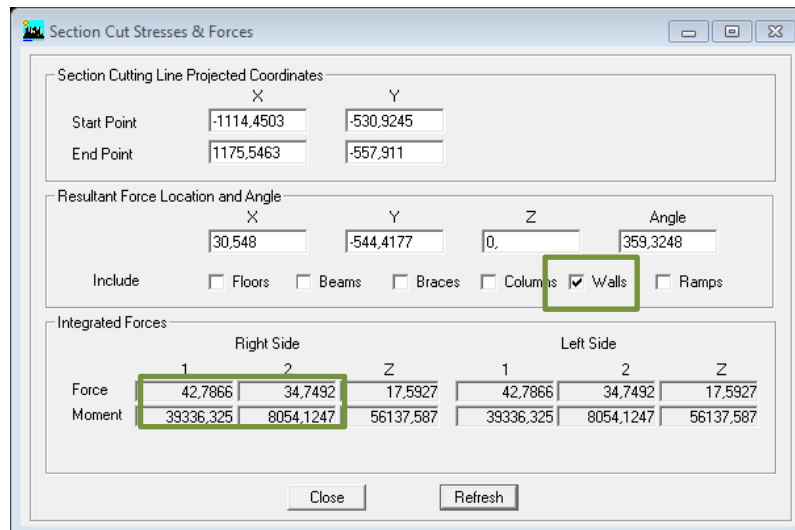 Section Cut Stresses & Forces
Section Cutting Line Projected Coordinates
X Y
Start Point -1114,4503 -530,9245
End Point 1175,5463 -557,911
Resultant Force Location and Angle
X Y Z Angle
30,548 -544,4177 0, 359,3248
Include Floors Beams Braces Columns Walls Ramps
Integrated Forces
Right Side Left Side
1 2 Z 1 2 Z
Force 42,7866 34,7492 17,5927 42,7866 34,7492 17,5927
Moment 39336,325 8054,1247 56137,587 39336,325 8054,1247 56137,587
Close Refresh